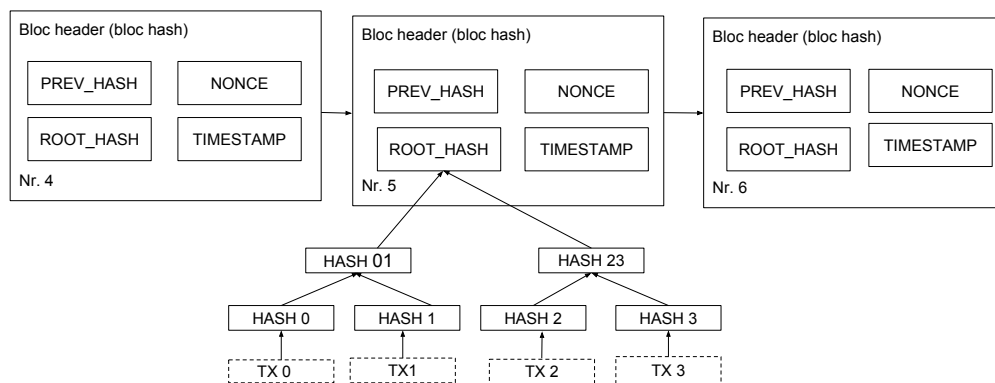 Bloc header (bloc hash)
PREV_HASH
NONCE
ROOT_HASH
TIMESTAMP
Nr. 4
Bloc header (bloc hash)
PREV_HASH
NONCE
ROOT_HASH
TIMESTAMP
Nr. 5
Bloc header (bloc hash)
PREV_HASH
NONCE
ROOT_HASH
TIMESTAMP
Nr. 6
HASH 01
HASH 23
HASH 0
HASH 1
HASH 2
HASH 3
TX 0
TX1
TX 2
TX 3